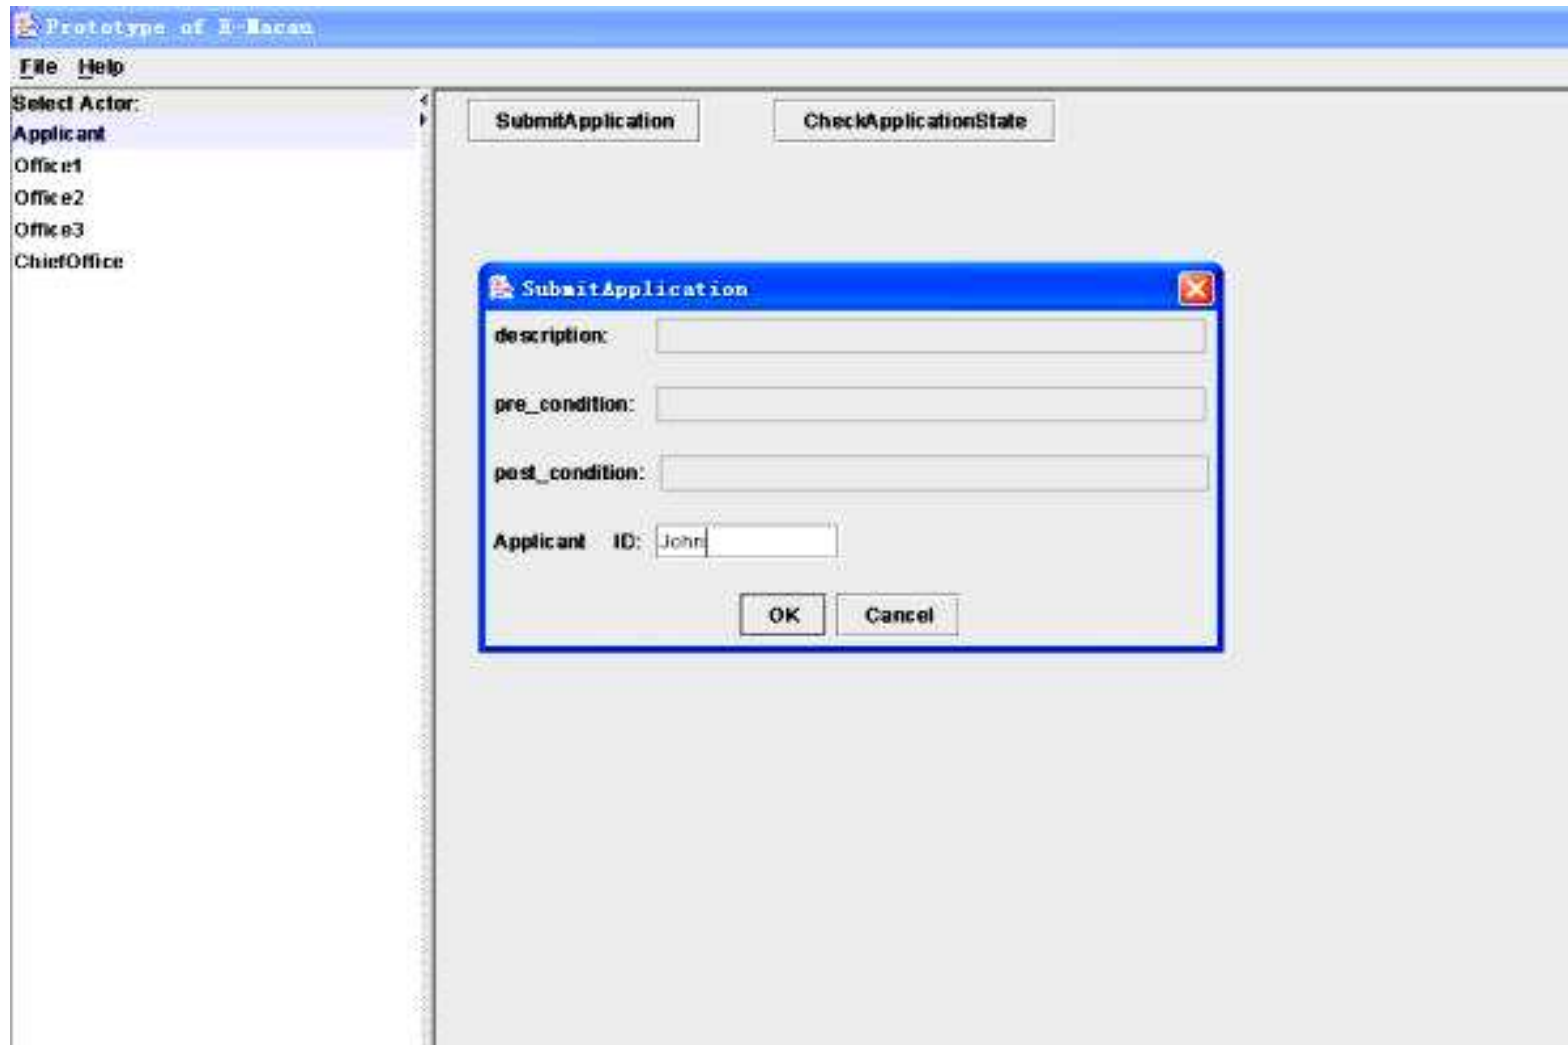 Prototype of E-Macau
File Help
Select Actor:
Applicant
Office1
Office2
Office3
ChiefOffice
SubmitApplication CheckApplicationState
SubmitApplication
description:
pre_condition:
post_condition:
Applicant ID: John
OK Cancel